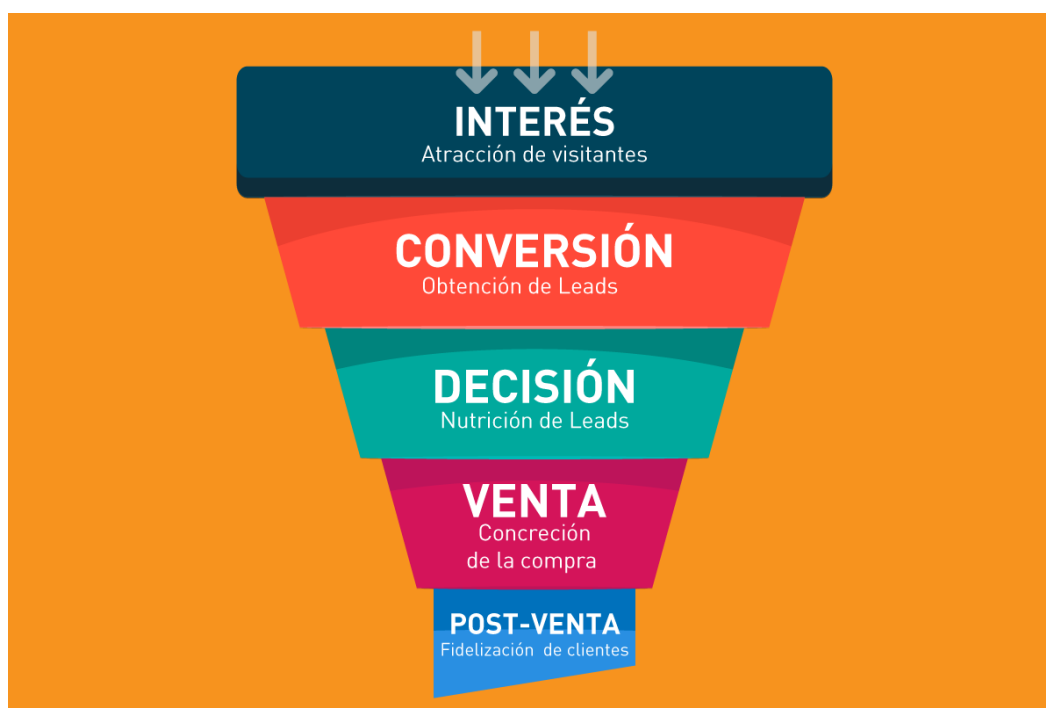 INTERÉS
Atracción de visitantes
CONVERSIÓN
Obtención de Leads
DECISIÓN
Nutrición de Leads
VENTA
Concreción
de la compra
POST-VENTA
Fidelización de clientes